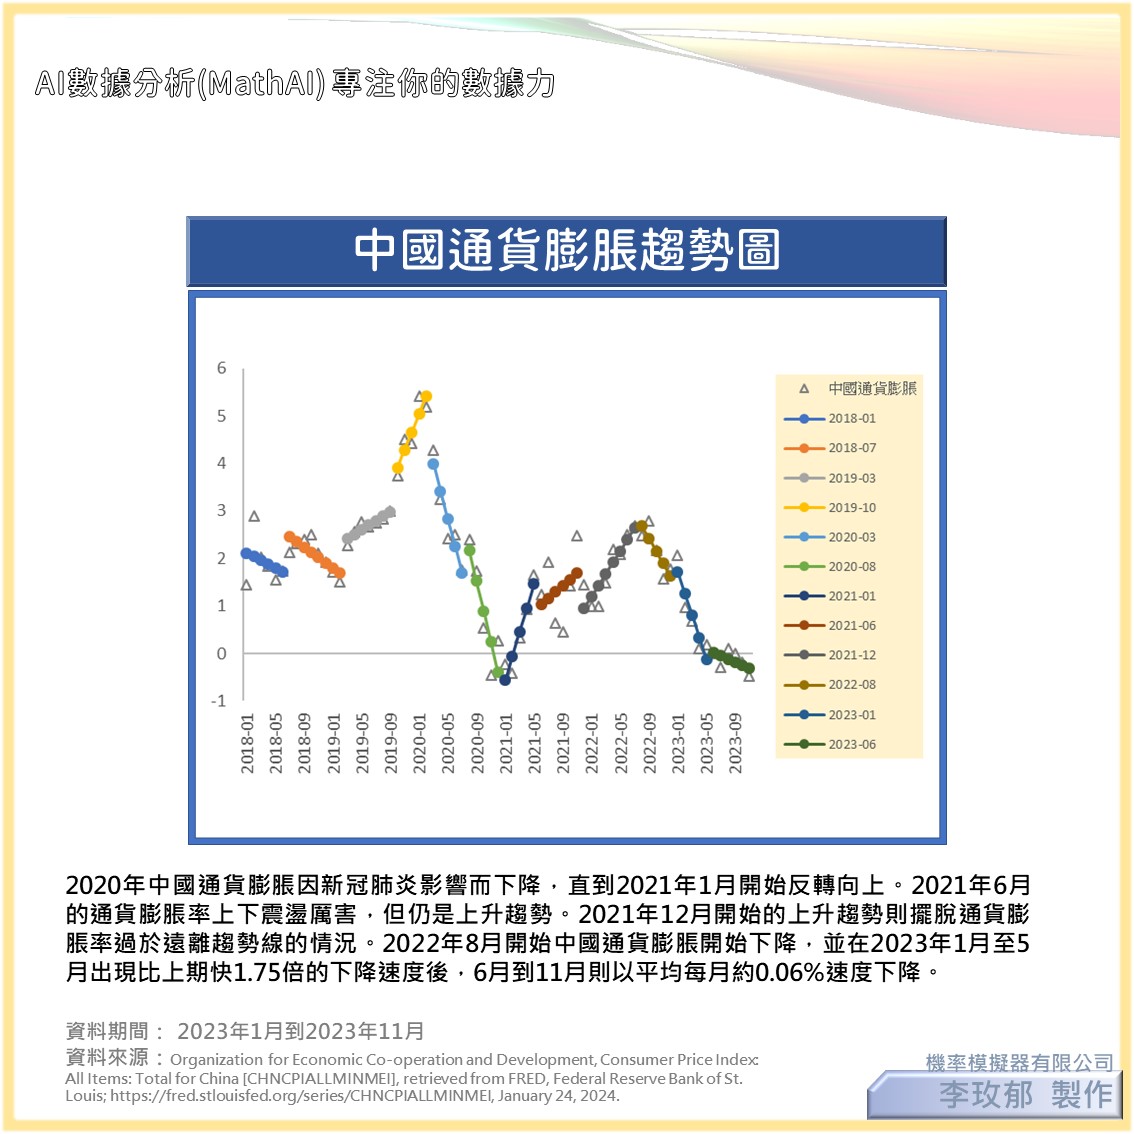 AI數據分析(MathAI) 專注你的數據力
中國通貨膨脹趨勢圖
6
5
4
3
2
1
0
-1
2018-01
2018-05
2018-09
2019-01
2019-05
2019-09
2020-01
2020-05
2020-09
2021-01
2021-05
2021-09
2022-01
2022-05
2022-09
2023-01
2023-05
2023-09
中國通貨膨脹
2018-01
2018-07
2019-03
2019-10
2020-03
2020-08
2021-01
2021-06
2021-12
2022-08
2023-01
2023-06
2020年中國通貨膨脹因新冠肺炎影響而下降，直到2021年1月開始反轉向上。2021年6月
的通貨膨脹率上下震盪厲害，但仍是上升趨勢。2021年12月開始的上升趨勢則擺脫通貨膨
脹率過於遠離趨勢線的情況。2022年8月開始中國通貨膨脹開始下降，並在2023年1月至5
月出現比上期快1.75倍的下降速度後，6月到11月則以平均每月約0.06%速度下降。
資料期間： 2023年1月到2023年11月
資料來源：Organization for Economic Co-operation and Development, Consumer Price Index:
All Items: Total for China [CHNCPIALLMINMEI], retrieved from FRED, Federal Reserve Bank of St.
Louis; https://fred.stlouisfed.org/series/CHNCPIALLMINMEI, January 24, 2024.
機率模擬器有限公司
李玫郁 製作